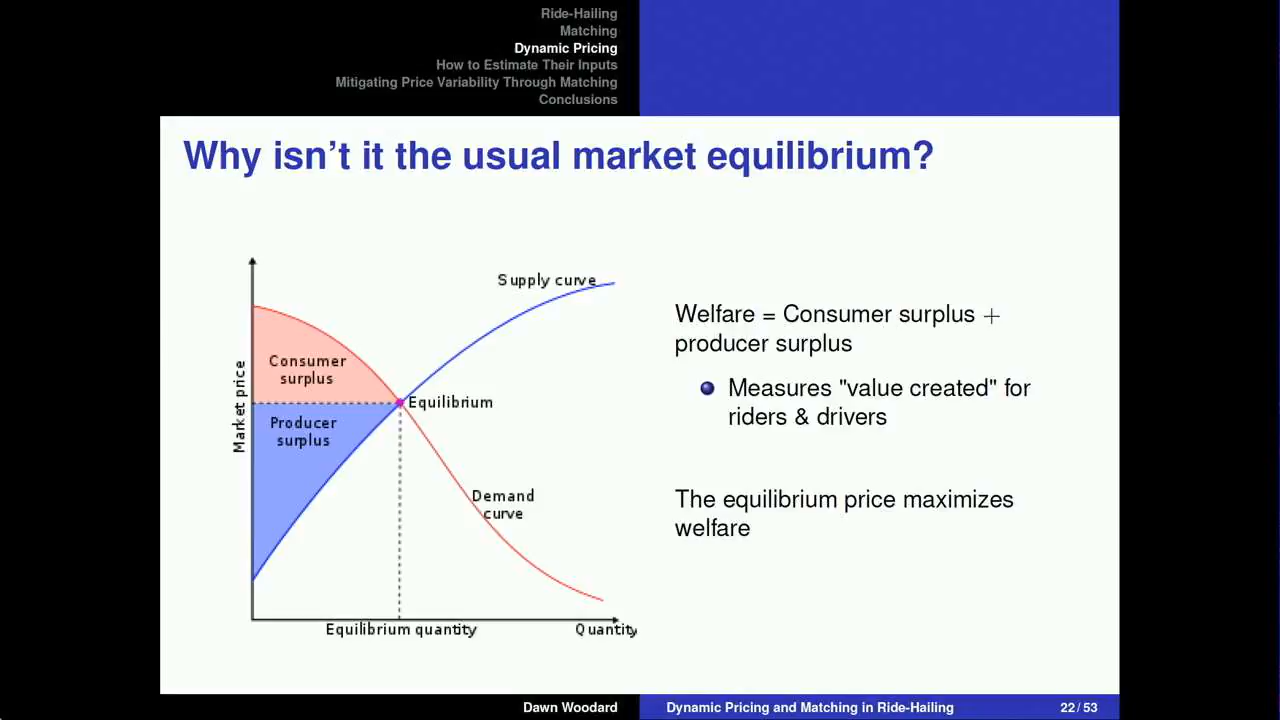 Ride-Hailing
Matching
Dynamic Pricing
How to Estimate Their Inputs
Mitigating Price Variability Through Matching
Conclusions
Why isn't it the usual market equilibrium?
Supply curve
Consumer
surplus
Market price
Equilibrium
Producer
surplus
Demand
curve
Equilibrium quantity
Quantity
Welfare = Consumer surplus +
producer surplus
Measures "value created" for
riders & drivers
The equilibrium price maximizes
welfare
Dawn Woodard
Dynamic Pricing and Matching in Ride-Hailing
22 / 53